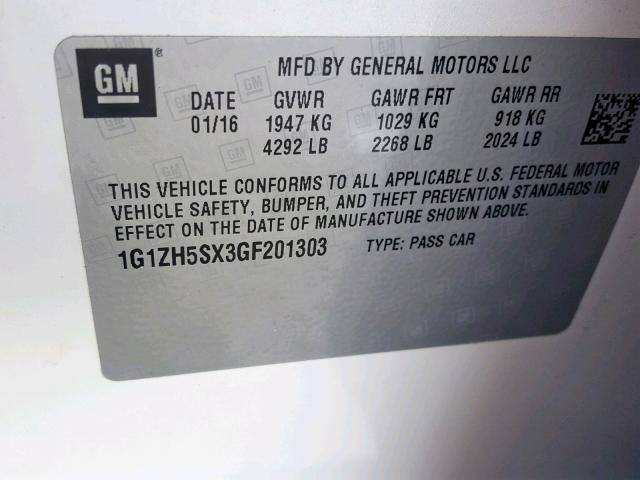 GM ® MFD BY GENERAL MOTORS LLC
DATE GVWR GAWR FRT GAWR RR
01/16 1947 KG 1029 KG 918 KG
4292 LB 2268 LB 2024 LB
THIS VEHICLE CONFORMS TO ALL APPLICABLE U.S. FEDERAL MOTOR
VEHICLE SAFETY, BUMPER, AND THEFT PREVENTION STANDARDS IN
EFFECT ON THE DATE OF MANUFACTURE SHOWN ABOVE.
1G1ZH5SX3GF201303 TYPE: PASS CAR